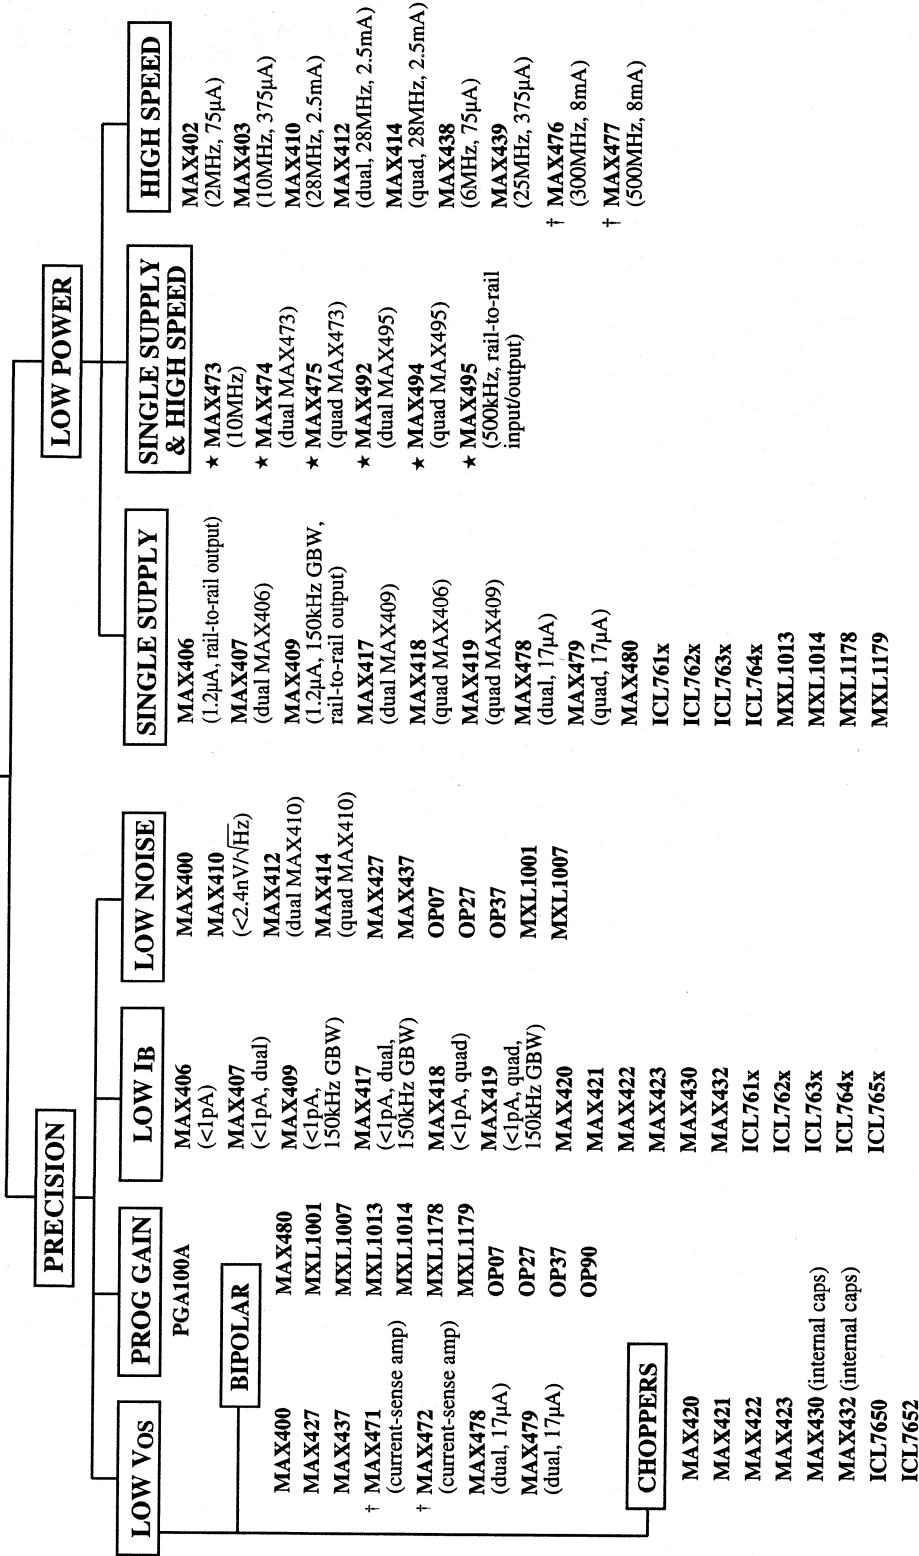 PRECISION
LOW POWER
LOW VOS
PROG GAIN
LOW IB
LOW NOISE
SINGLE SUPPLY
SINGLE SUPPLY
& HIGH SPEED
HIGH SPEED
BIPOLAR
MAX400
MAX427
MAX437
† MAX471
(current-sense amp)
† MAX472
(current-sense amp)
MAX478
(dual, 17µA)
MAX479
(dual, 17µA)
MAX480
MXL1001
MXL1007
MXL1013
MXL1014
MXL1178
MXL1179
OP07
OP27
OP37
OP90
CHOPPERS
MAX420
MAX421
MAX422
MAX423
MAX430 (internal caps)
MAX432 (internal caps)
ICL7650
ICL7652
PGA100A
MAX406
(<1pA)
MAX407
(<1pA, dual)
MAX409
(<1pA,
150kHz GBW)
MAX417
(<1pA, dual,
150kHz GBW)
MAX418
(<1pA, quad)
MAX419
(<1pA, quad,
150kHz GBW)
MAX420
MAX421
MAX422
MAX423
MAX430
MAX432
ICL761x
ICL762x
ICL763x
ICL764x
ICL765x
MAX400
MAX410
(<2.4nV/√Hz)
MAX412
(dual MAX410)
MAX414
(quad MAX410)
MAX427
MAX437
OP07
OP27
OP37
MXL1001
MXL1007
MAX406
(1.2µA, rail-to-rail output)
MAX407
(dual MAX406)
MAX409
(1.2µA, 150kHz GBW,
rail-to-rail output)
MAX417
(dual MAX409)
MAX418
(quad MAX406)
MAX419
(quad MAX409)
MAX478
(dual, 17µA)
MAX479
(quad, 17µA)
MAX480
ICL761x
ICL762x
ICL763x
ICL764x
MXL1013
MXL1014
MXL1178
MXL1179
★ MAX473
(10MHz)
★ MAX474
(dual MAX473)
★ MAX475
(quad MAX473)
★ MAX492
(dual MAX495)
★ MAX494
(quad MAX495)
★ MAX495
(500kHz, rail-to-rail
input/output)
MAX402
(2MHz, 75µA)
MAX403
(10MHz, 375µA)
MAX410
(28MHz, 2.5mA)
MAX412
(dual, 28MHz, 2.5mA)
MAX414
(quad, 28MHz, 2.5mA)
MAX438
(6MHz, 75µA)
MAX439
(25MHz, 375µA)
† MAX476
(300MHz, 8mA)
† MAX477
(500MHz, 8mA)